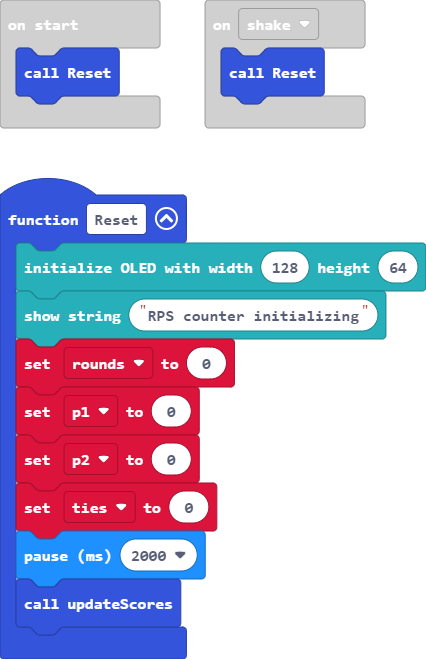 on start
call Reset
on shake
call Reset
function Reset
initialize OLED with width 128 height 64
show string "RPS counter initializing"
set rounds to 0
set p1 to 0
set p2 to 0
set ties to 0
pause (ms) 2000
call updateScores